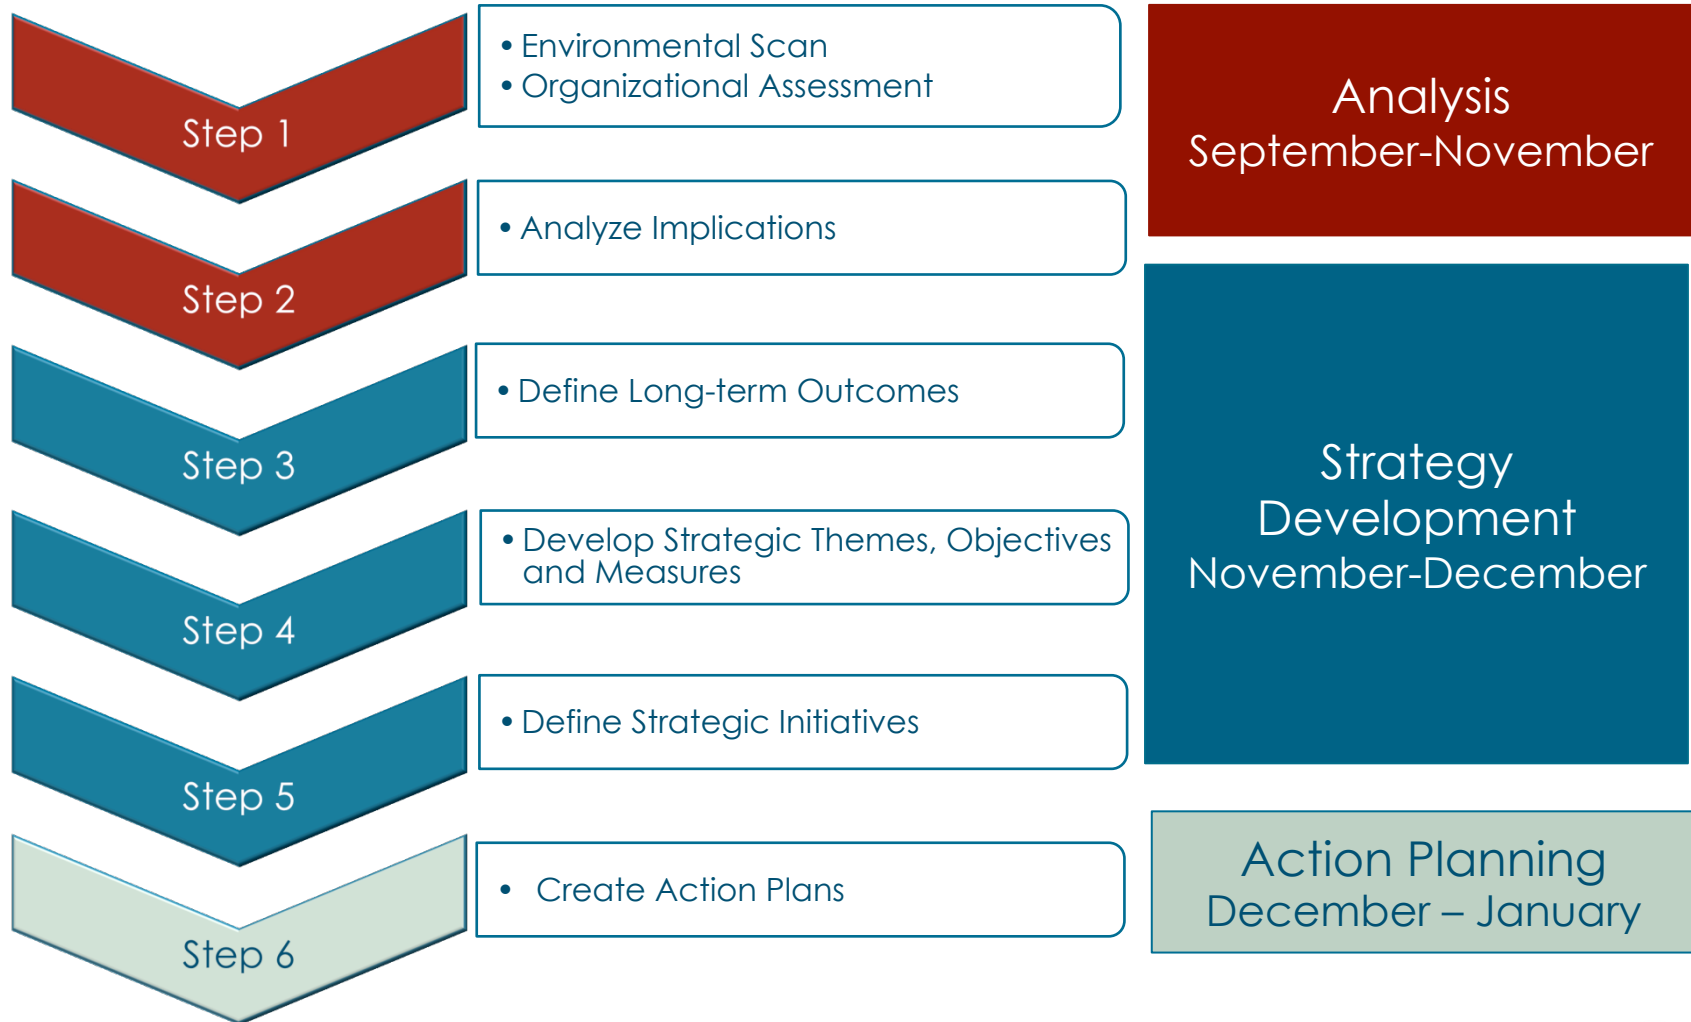 Step 1
• Environmental Scan
• Organizational Assessment
Analysis
September-November
Step 2
• Analyze Implications
Step 3
• Define Long-term Outcomes
Step 4
• Develop Strategic Themes, Objectives
and Measures
Step 5
• Define Strategic Initiatives
Strategy
Development
November-December
Step 6
• Create Action Plans
Action Planning
December – January